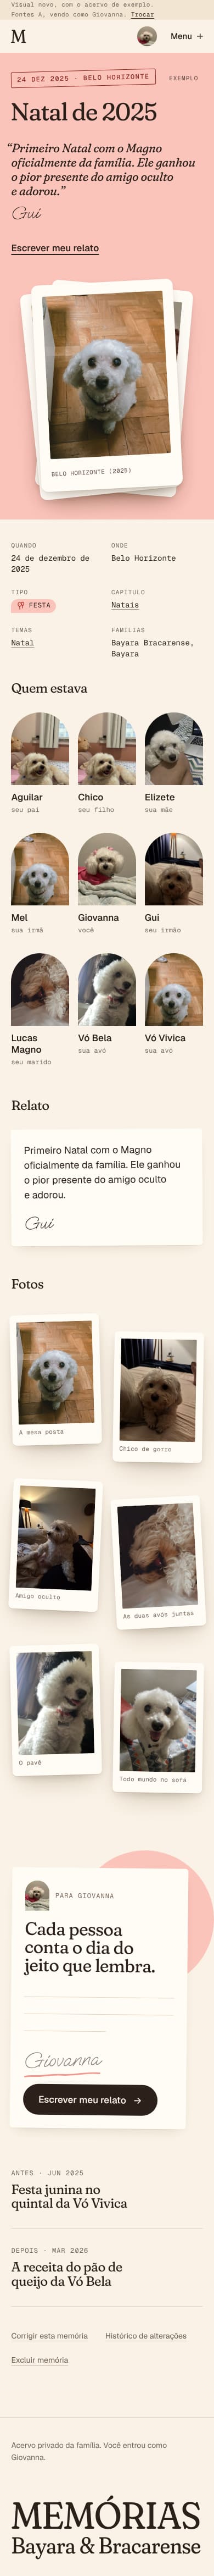 Visual novo, com o acervo de exemplo.
Fontes A, vendo como Giovanna. Trocar
M
Menu +
24 DEZ 2025 · BELO HORIZONTE
EXEMPLO
Natal de 2025
“Primeiro Natal com o Magno
oficialmente da família. Ele ganhou
o pior presente do amigo oculto
e adorou.”
Gui
Escrever meu relato
BELO HORIZONTE (2025)
QUANDO
24 de dezembro de
2025
ONDE
Belo Horizonte
TIPO
FESTA
CAPÍTULO
Natais
TEMAS
Natal
FAMÍLIAS
Bayara Bracarense,
Bayara
Quem estava
Aguilar
seu pai
Chico
seu filho
Elizete
sua mãe
Mel
sua irmã
Giovanna
você
Gui
seu irmão
Lucas
Magno
seu marido
Vó Bela
sua avó
Vó Vivica
sua avó
Relato
Primeiro Natal com o Magno
oficialmente da família. Ele ganhou
o pior presente do amigo oculto
e adorou.
Gui
Fotos
A mesa posta
Chico de gorro
Amigo oculto
As duas avós juntas
O pavê
Todo mundo no sofá
PARA GIOVANNA
Cada pessoa
conta o dia do
jeito que lembra.
Giovanna
Escrever meu relato →
ANTES · JUN 2025
Festa junina no
quintal da Vó Vivica
DEPOIS · MAR 2026
A receita do pão de
queijo da Vó Bela
Corrigir esta memória
Histórico de alterações
Excluir memória
Acervo privado da família. Você entrou como
Giovanna.
MEMÓRIAS
Bayara & Bracarense